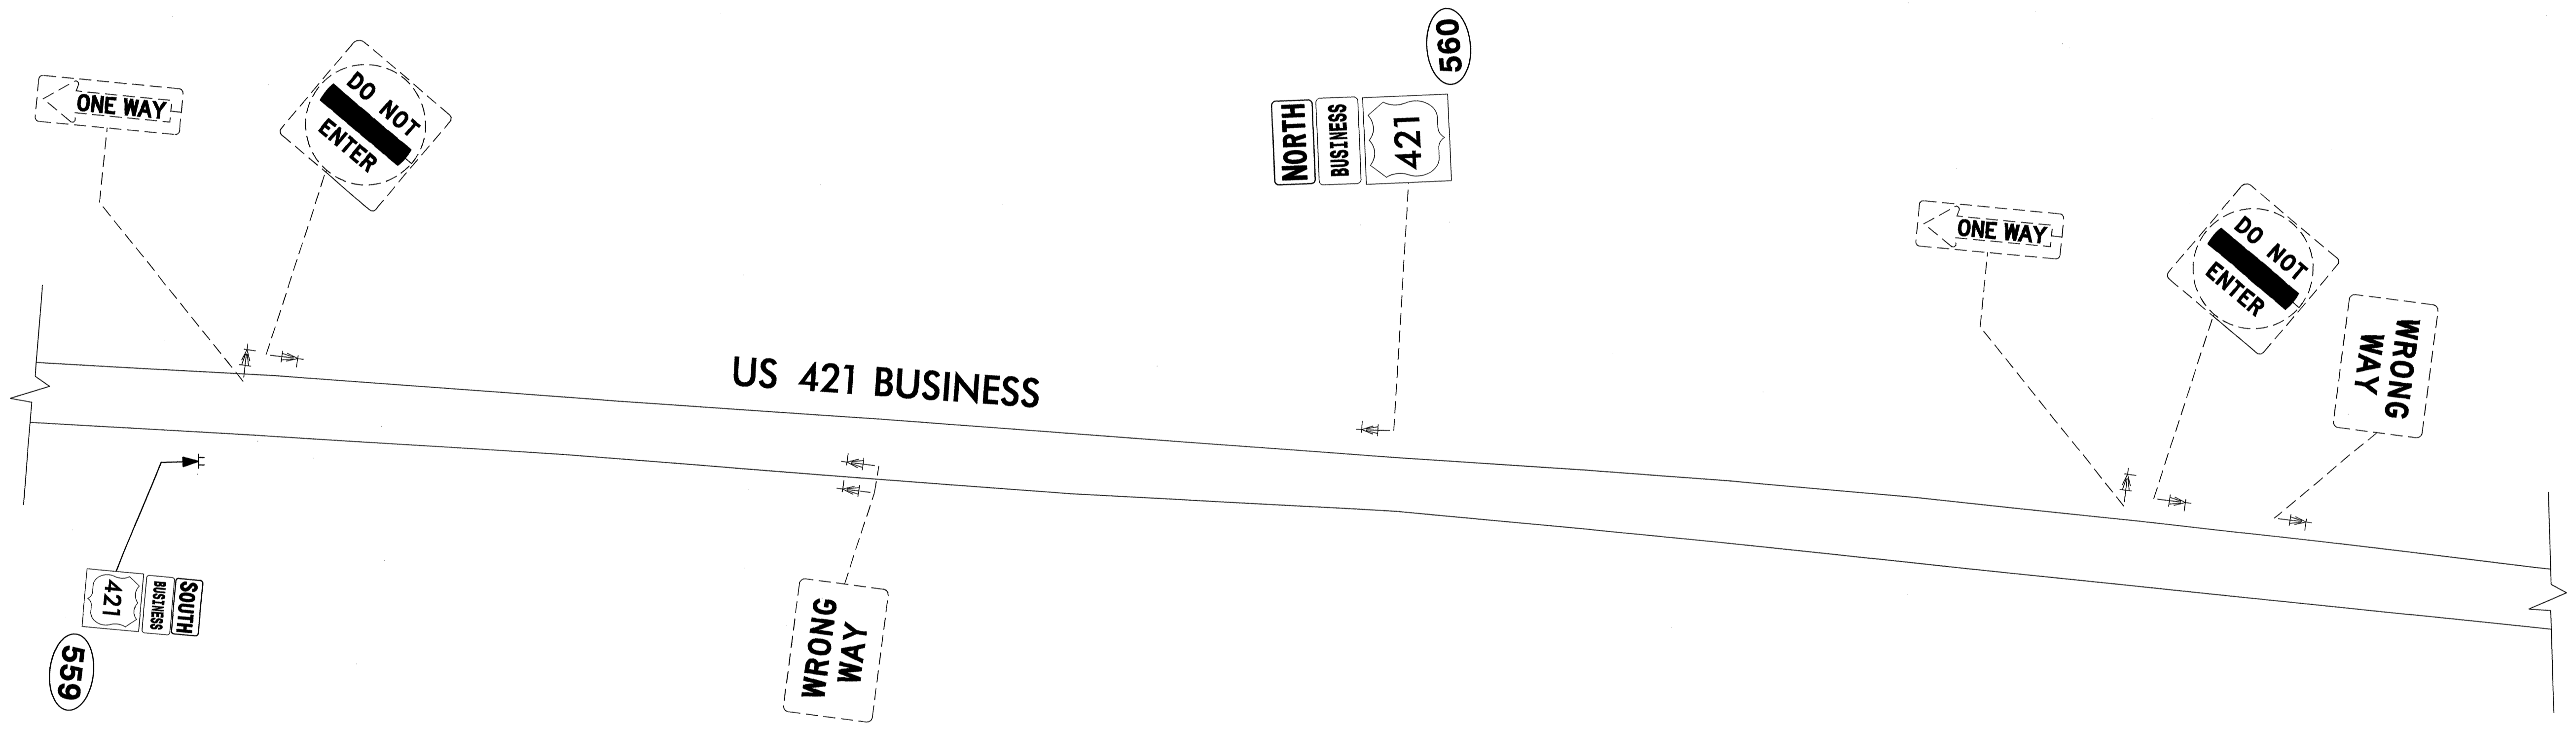 ONE WAY
DO NOT
ENTER
NORTH
BUSINESS
421
560
ONE WAY
DO NOT
ENTER
WRONG
WAY
US 421 BUSINESS
SOUTH
BUSINESS
421
559
WRONG
WAY